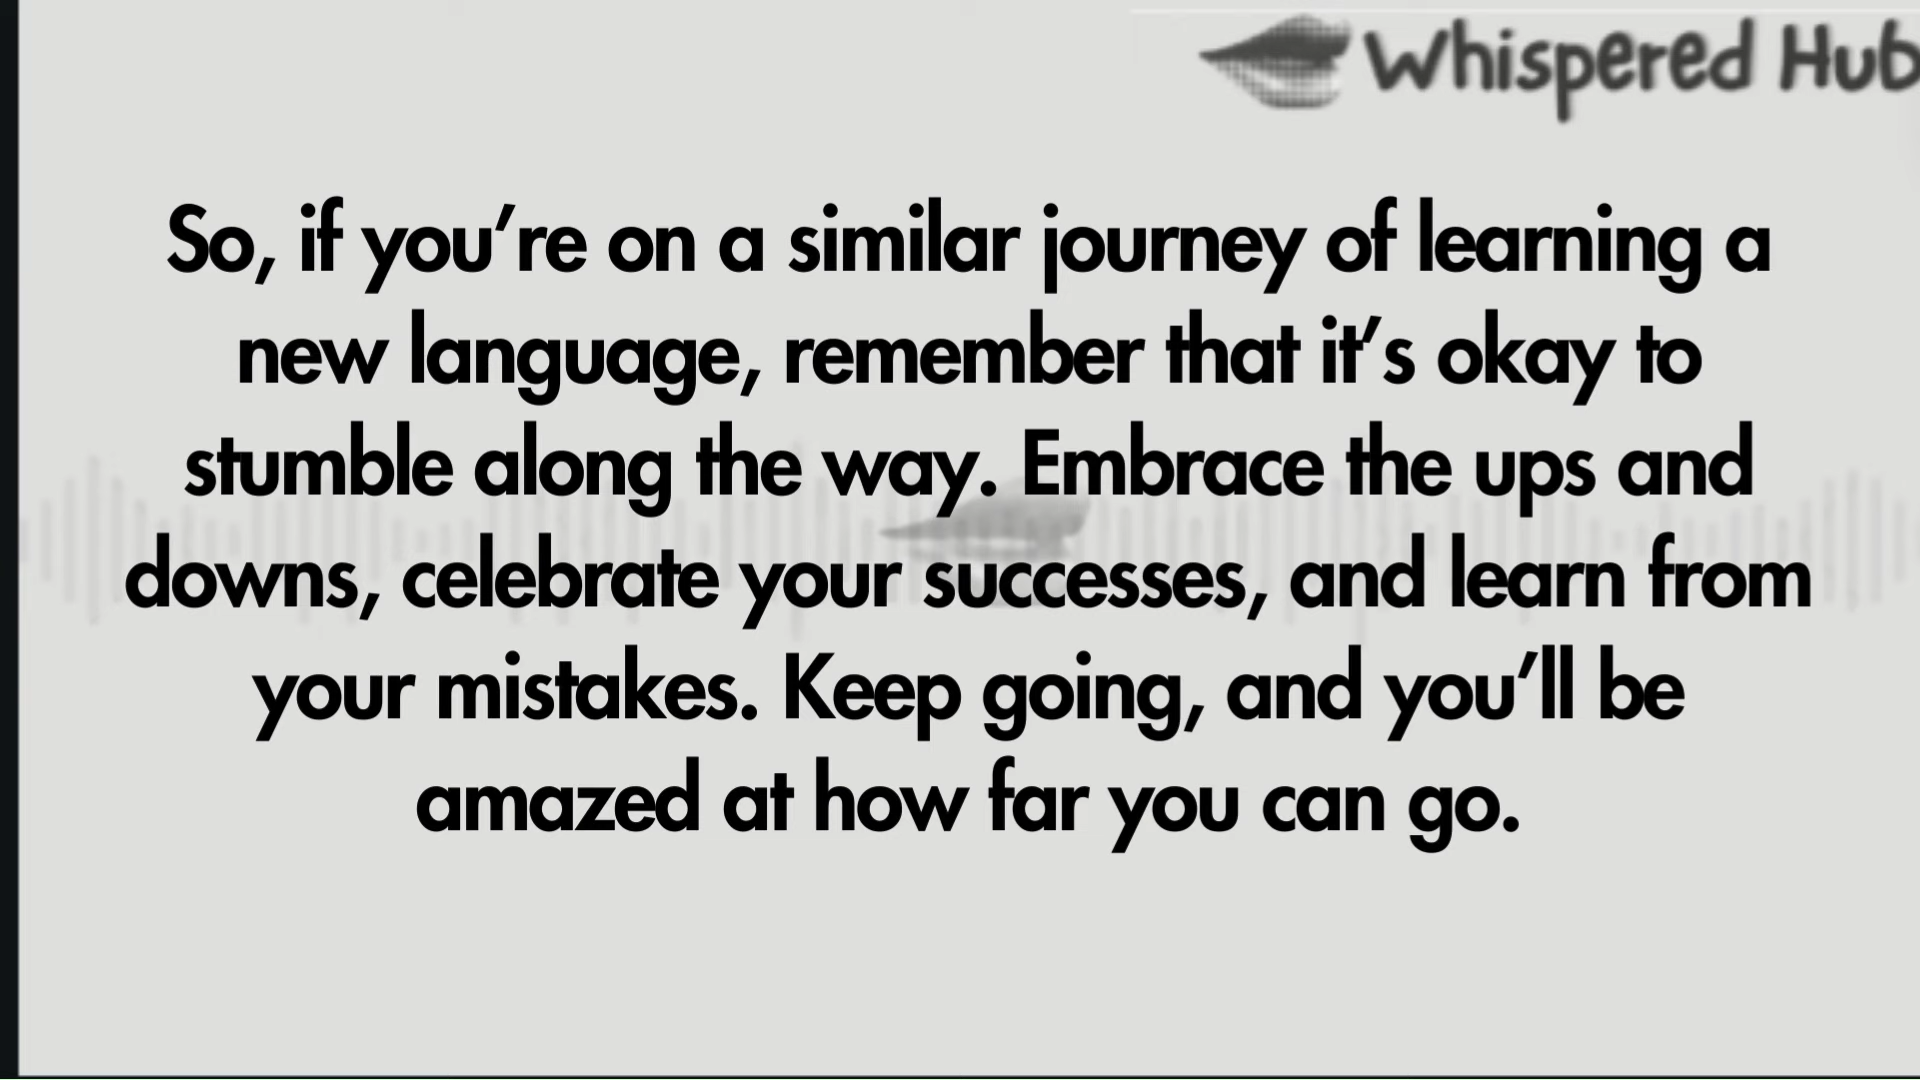 Whispered Hub
So, if you’re on a similar journey of learning a
new language, remember that it’s okay to
stumble along the way. Embrace the ups and
downs, celebrate your successes, and learn from
your mistakes. Keep going, and you’ll be
amazed at how far you can go.